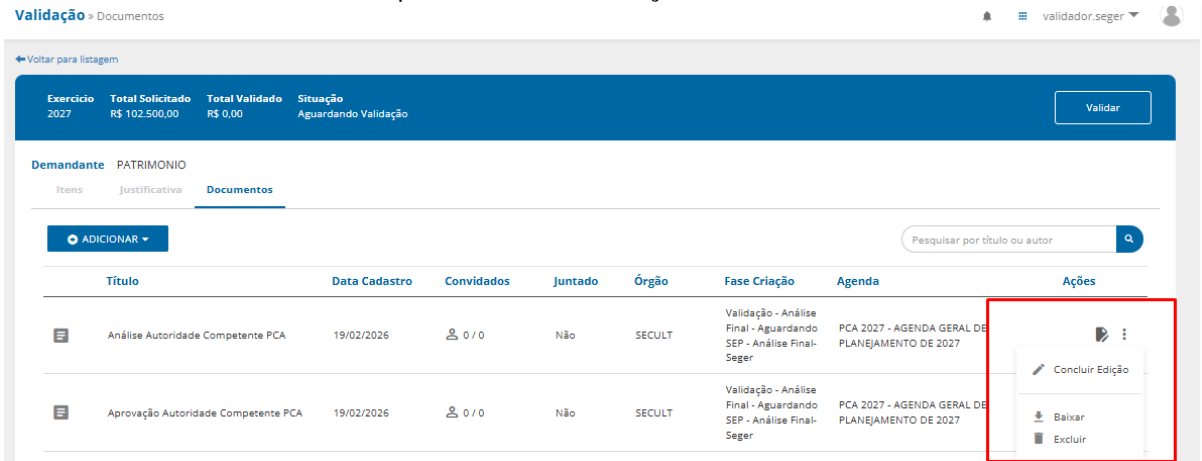 Validação » Documentos
validador.seger
Voltar para listagem
Exercício Total Solicitado Total Validado Situação
2027 R$ 102.500,00 R$ 0,00 Aguardando Validação
Validar
Demandante PATRIMONIO
Itens Justificativa Documentos
ADICIONAR
Pesquisar por título ou autor
Título Data Cadastro Convidados Juntado Órgão Fase Criação Agenda Ações
Análise Autoridade Competente PCA 19/02/2026 0 / 0 Não SECULT
Validação - Análise
Final - Aguardando
SEP - Análise Final-
Seger
PCA 2027 - AGENDA GERAL DE
PLANEJAMENTO DE 2027
Concluir Edição
Aprovação Autoridade Competente PCA 19/02/2026 0 / 0 Não SECULT
Validação - Análise
Final - Aguardando
SEP - Análise Final-
Seger
PCA 2027 - AGENDA GERAL DE
PLANEJAMENTO DE 2027
Baixar
Excluir